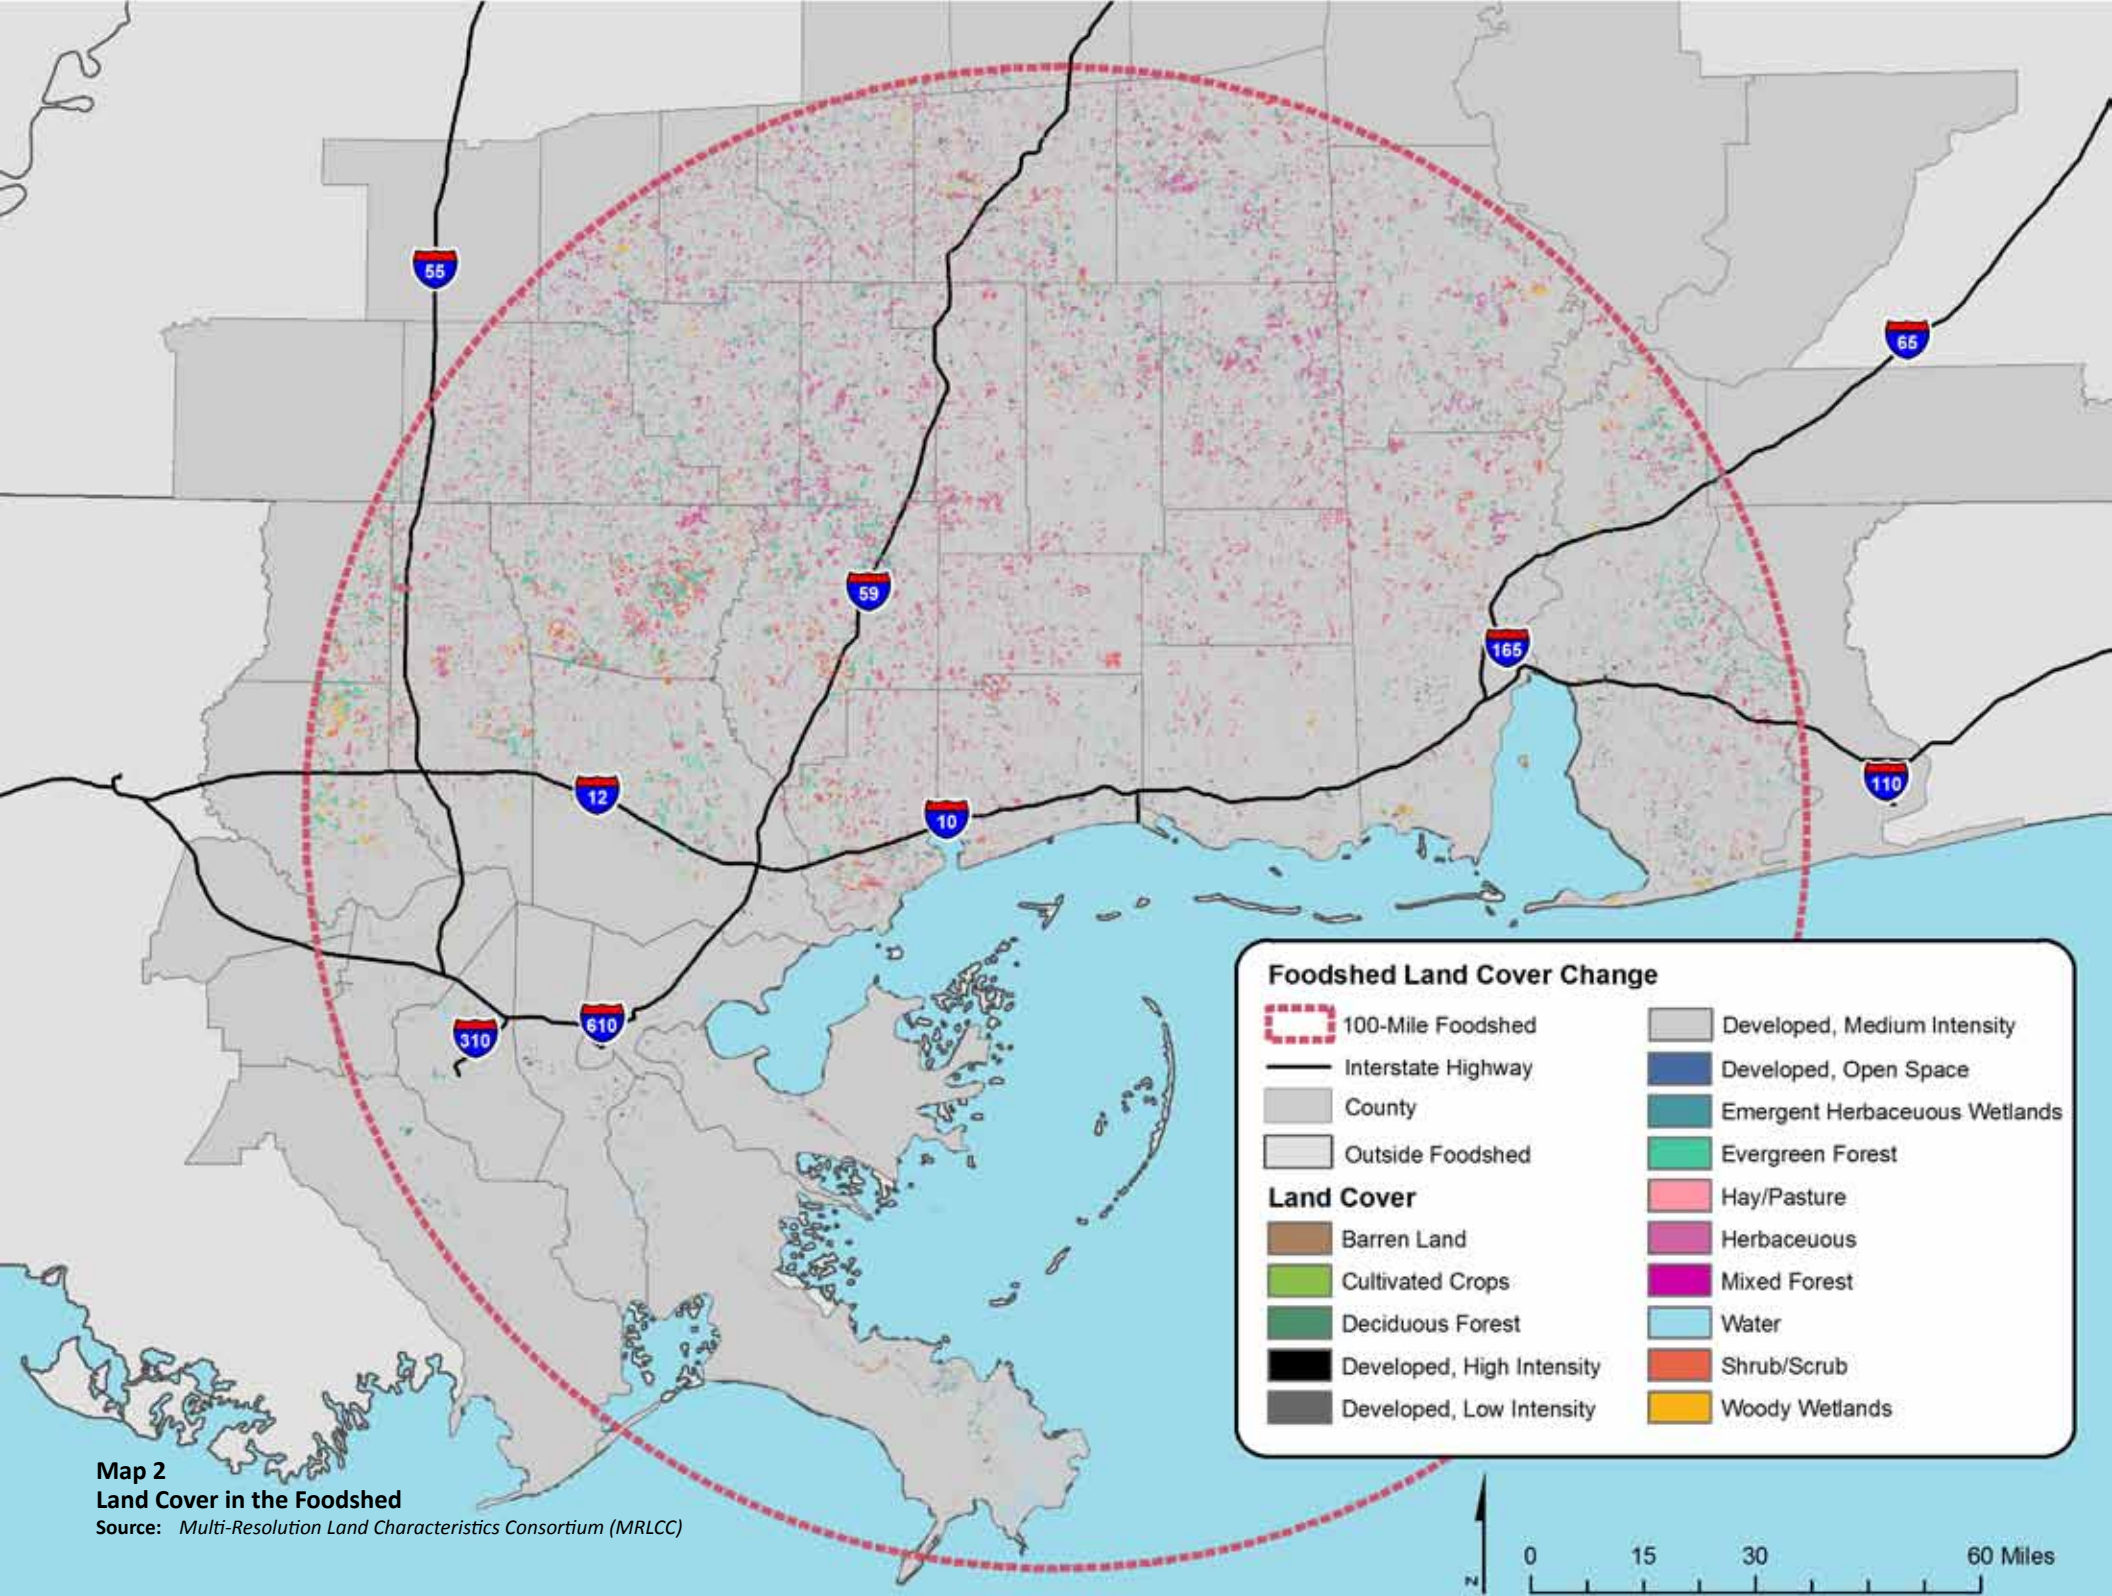 55
65
59
165
12
10
110
310
610
Foodshed Land Cover Change
100-Mile Foodshed
Interstate Highway
County
Outside Foodshed
Land Cover
Barren Land
Cultivated Crops
Deciduous Forest
Developed, High Intensity
Developed, Low Intensity
Developed, Medium Intensity
Developed, Open Space
Emergent Herbaceuous Wetlands
Evergreen Forest
Hay/Pasture
Herbaceuous
Mixed Forest
Water
Shrub/Scrub
Woody Wetlands
Map 2
Land Cover in the Foodshed
Source: Multi-Resolution Land Characteristics Consortium (MRLCC)
N
0 15 30 60 Miles